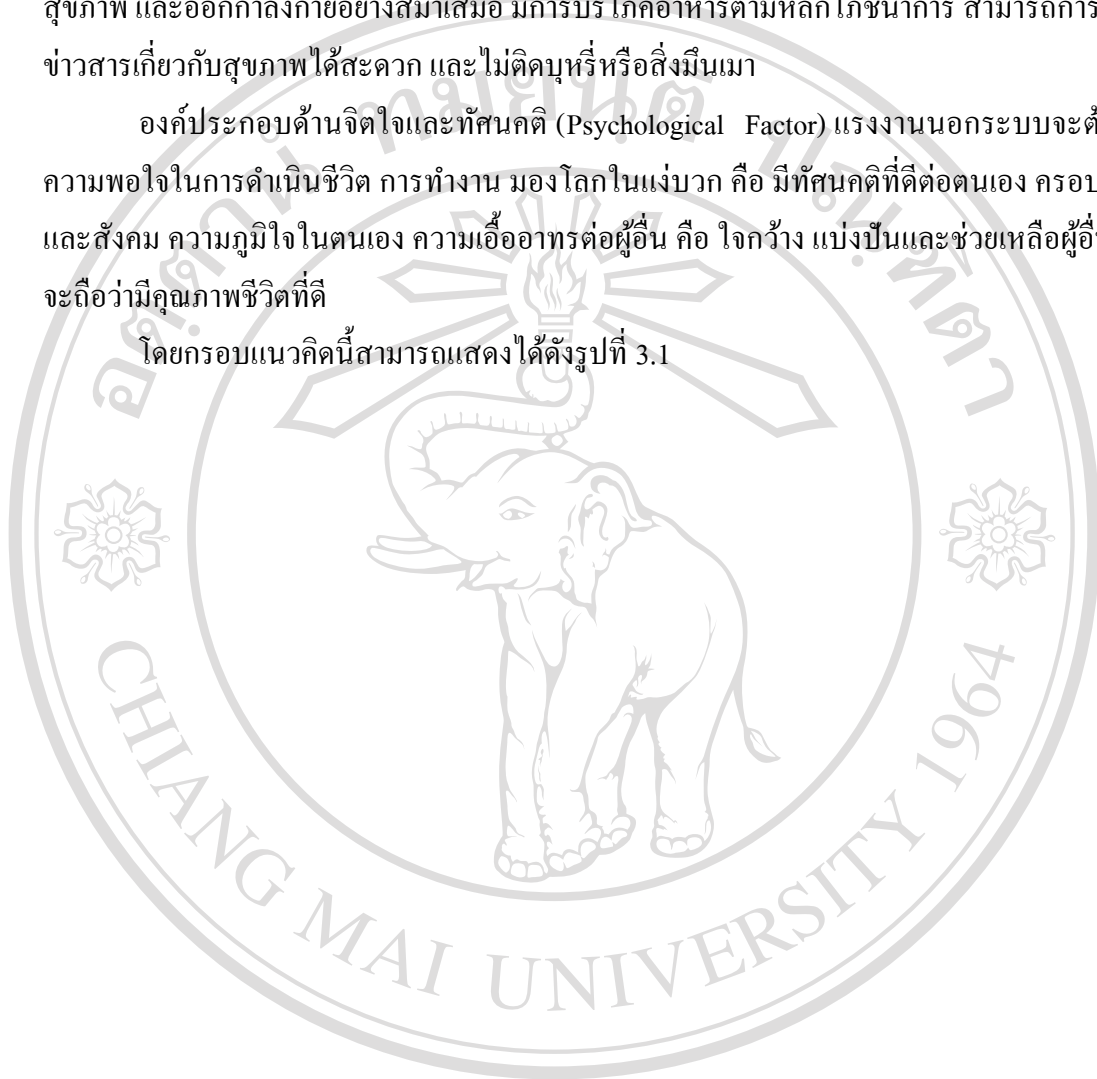 สุขภาพ และออกกำลังกายอย่างสม่ำเสมอ มีการบริโภคอาหารตามหลักโภชนาการ สามารถการ
ข่าวสารเกี่ยวกับสุขภาพได้สะดวก และไม่ติดบุหรี่หรือสิ่งมึนเมา
องค์ประกอบด้านจิตใจและทัศนคติ (Psychological Factor) แรงงานนอกระบบจะต้
ความพอใจในการดำเนินชีวิต การทำงาน มองโลกในแง่บวก คือ มีทัศนคติที่ดีต่อตนเอง ครอบ
และสังคม ความภูมิใจในตนเอง ความเอื้ออาทรต่อผู้อื่น คือ ใจกว้าง แบ่งปันและช่วยเหลือผู้อื่น
จะถือว่ามีคุณภาพชีวิตที่ดี
โดยกรอบแนวคิดนี้สามารถแสดงได้ดังรูปที่ 3.1
อตฺตานํ ทมยนฺติ ปณฺฑิตา
CHIANG MAI UNIVERSITY 1964